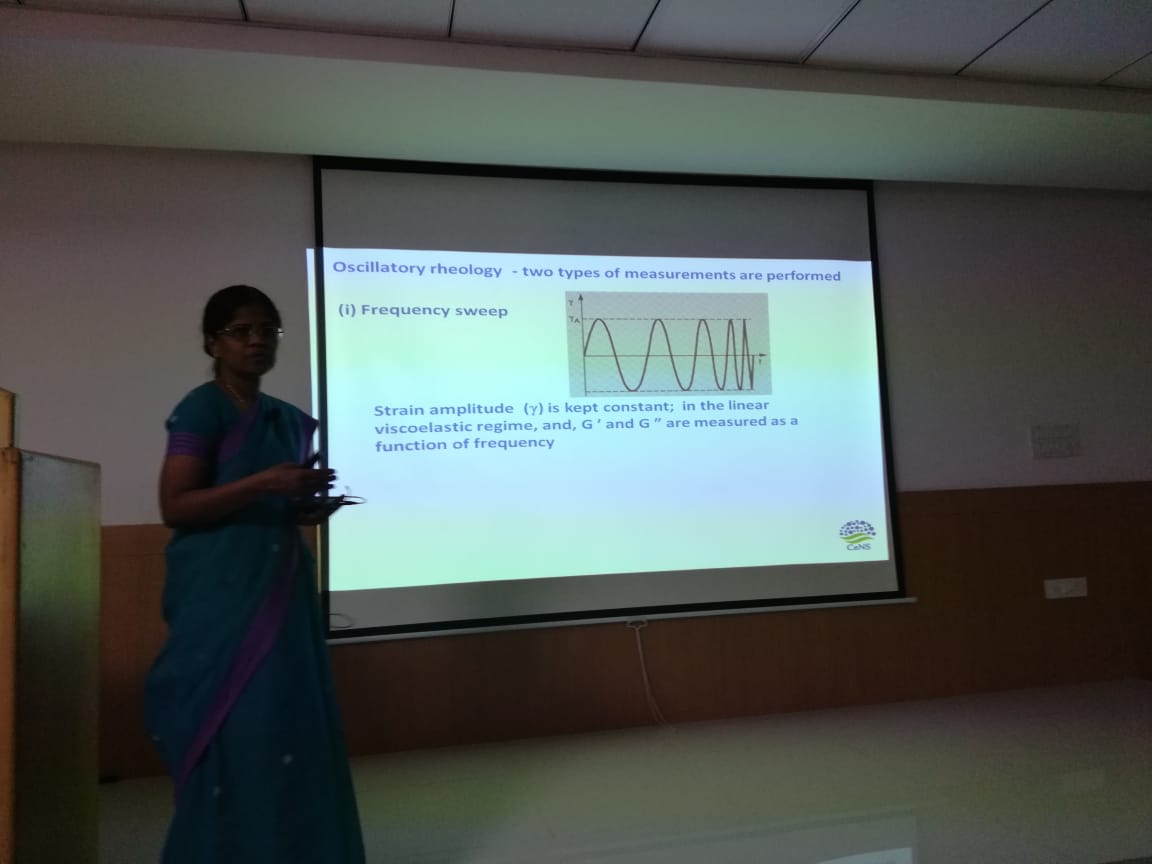 Oscillatory rheology - two types of measurements are performed
(i) Frequency sweep
γ
γA
Strain amplitude (γ) is kept constant; in the linear
viscoelastic regime, and, G ′ and G ″ are measured as a
function of frequency
CeNS